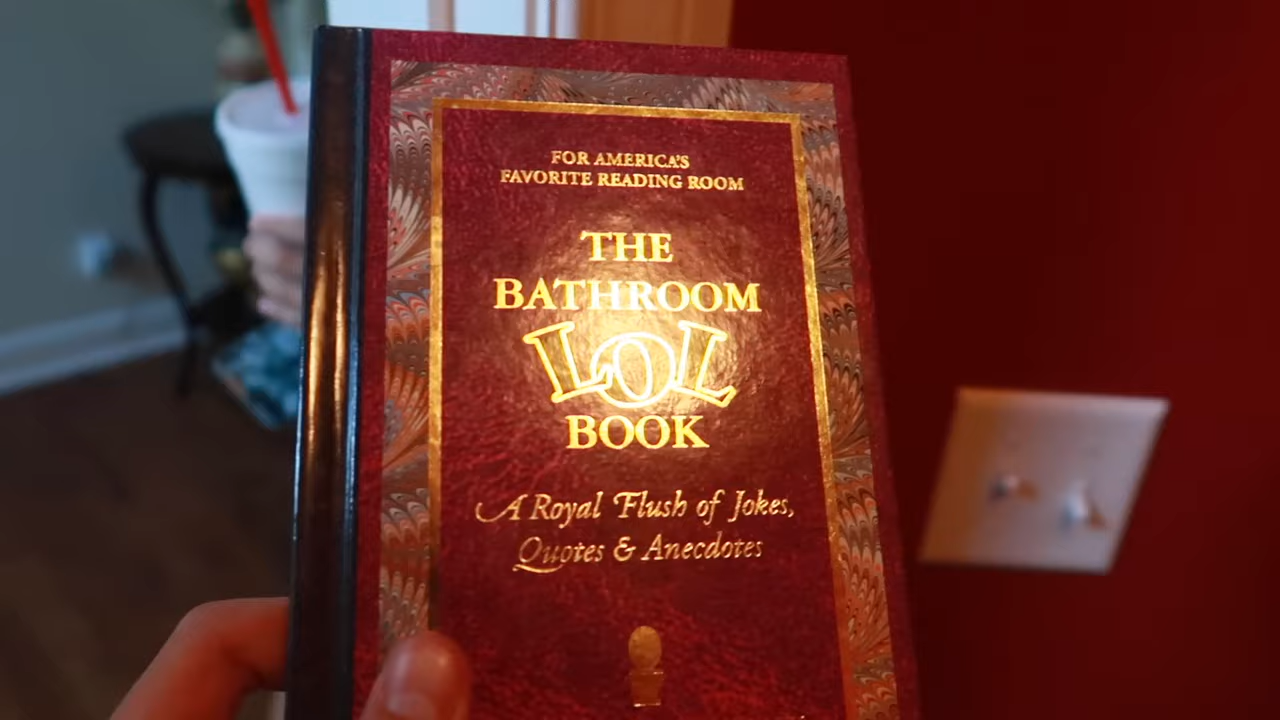 FOR AMERICA'S
FAVORITE READING ROOM
THE
BATHROOM
LOL
BOOK
A Royal Flush of Jokes,
Quotes & Anecdotes